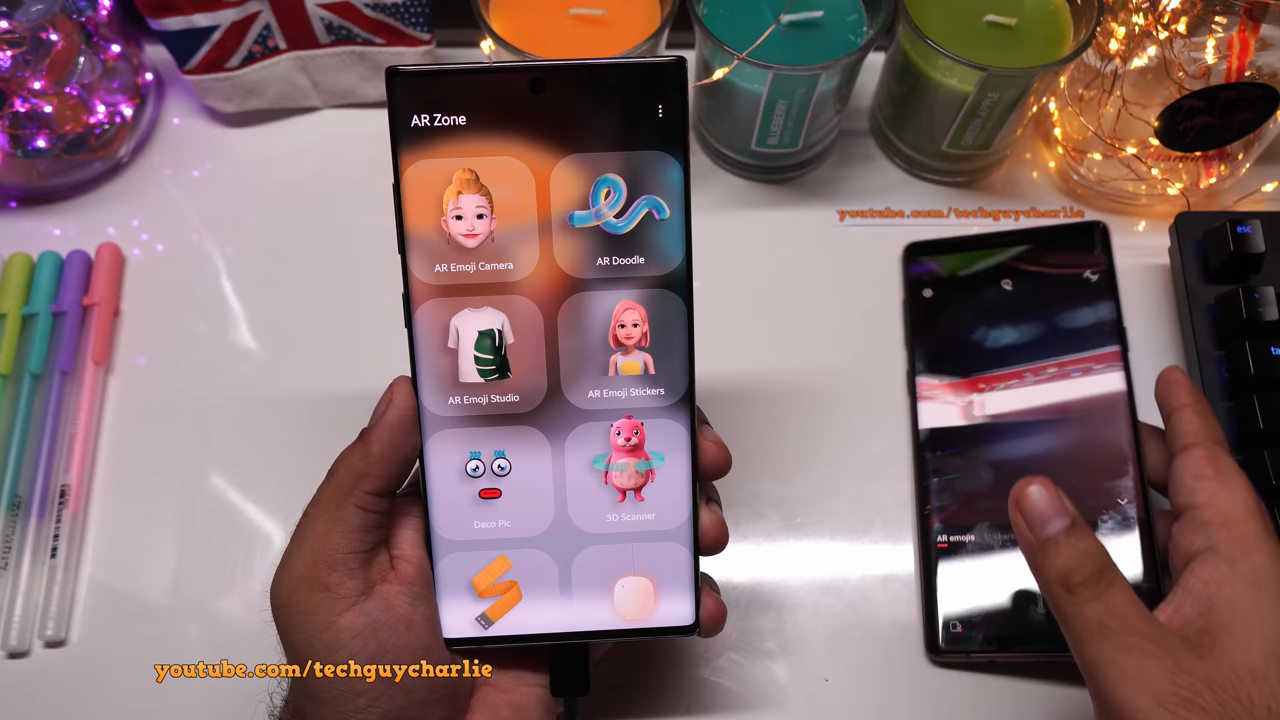 AR Zone
AR Emoji Camera
AR Doodle
AR Emoji Studio
AR Emoji Stickers
Deco Pic
3D Scanner
BLUEBERRY
GREEN APPLE
youtube.com/techguycharlie
esc
AR emojis
youtube.com/techguycharlie